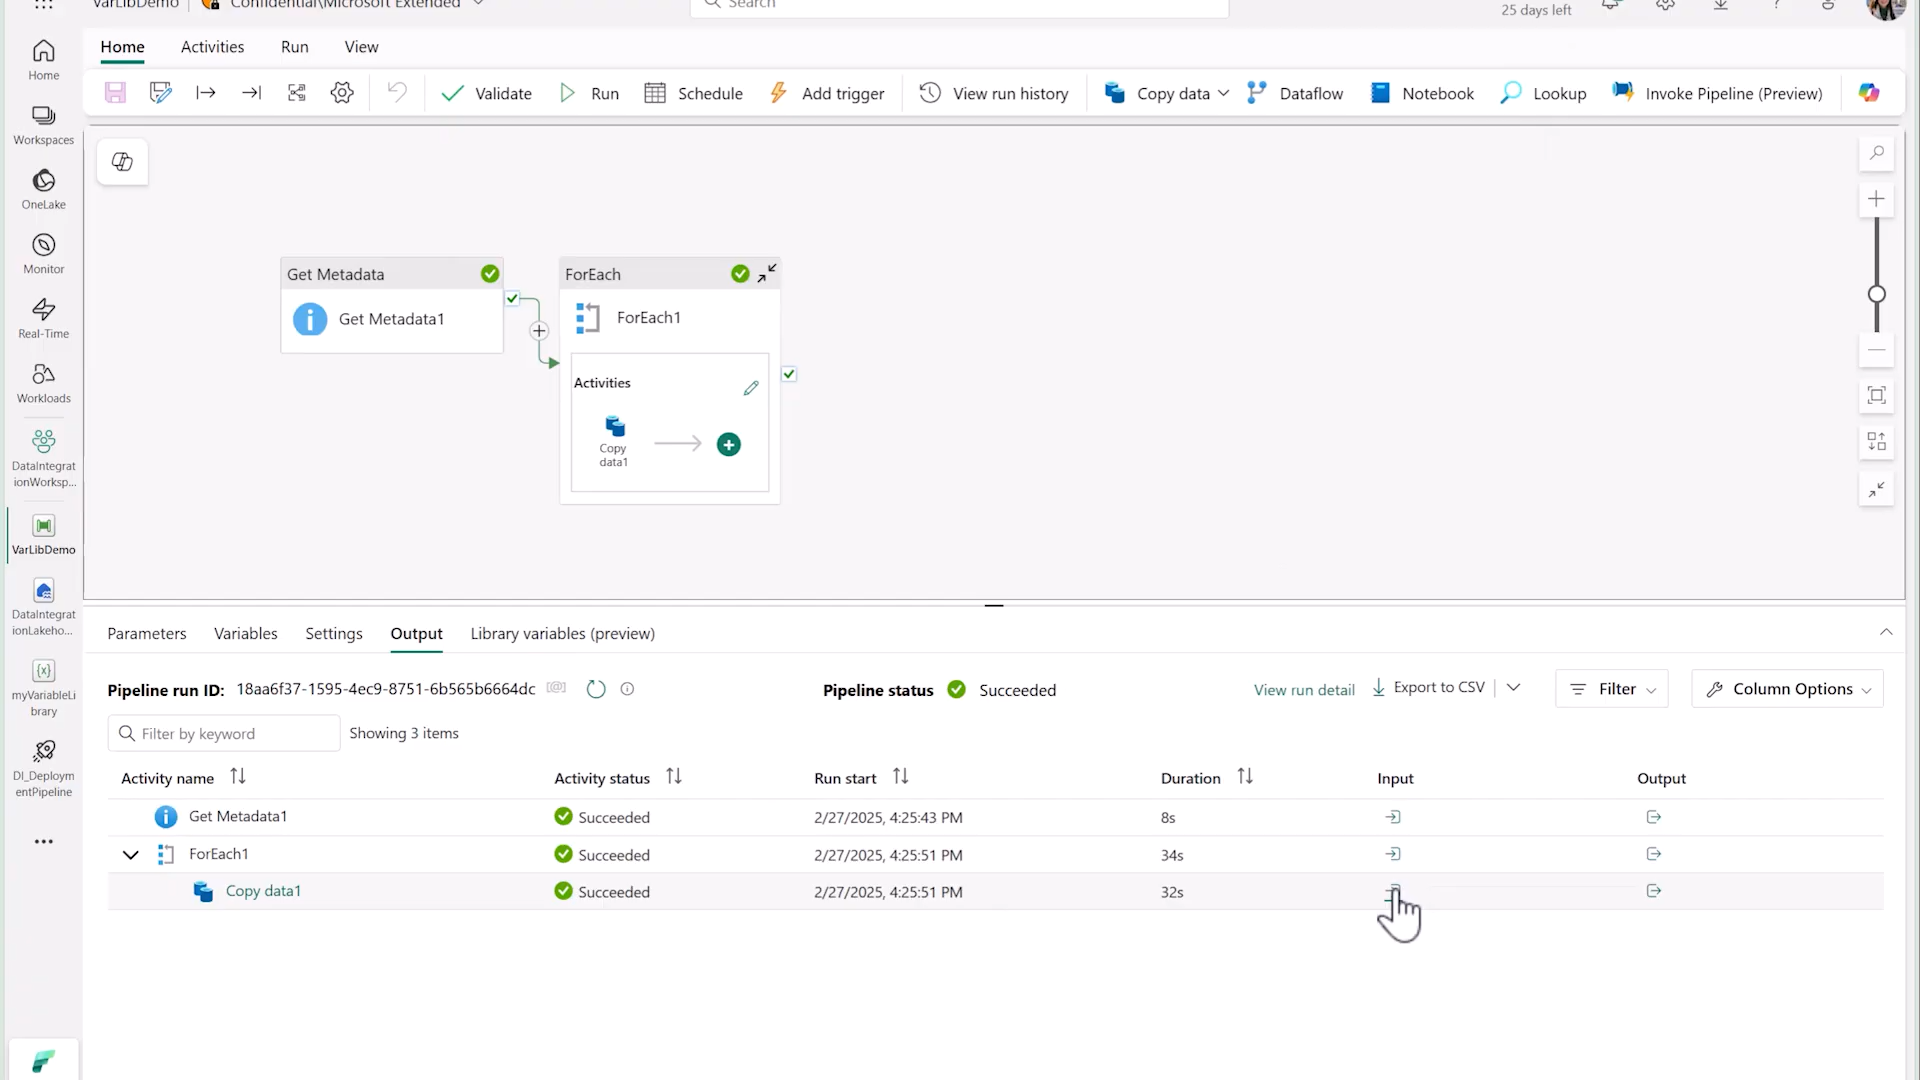 VarLibDemo
Confidential\Microsoft Extended
Search
25 days left
Home
Activities
Run
View
Validate
Run
Schedule
Add trigger
View run history
Copy data
Dataflow
Notebook
Lookup
Invoke Pipeline (Preview)
Home
Workspaces
OneLake
Monitor
Real-Time
Workloads
DataIntegrat
ionWorksp...
VarLibDemo
DataIntegrat
ionLakeho...
myVariableLi
brary
DI_Deploym
entPipeline
Get Metadata
Get Metadata1
ForEach
ForEach1
Activities
Copy
data1
Parameters
Variables
Settings
Output
Library variables (preview)
Pipeline run ID: 18aa6f37-1595-4ec9-8751-6b565b6664dc
Pipeline status Succeeded
View run detail
Export to CSV
Filter
Column Options
Filter by keyword
Showing 3 items
Activity name Activity status Run start Duration Input Output
Get Metadata1 Succeeded 2/27/2025, 4:25:43 PM 8s
ForEach1 Succeeded 2/27/2025, 4:25:51 PM 34s
Copy data1 Succeeded 2/27/2025, 4:25:51 PM 32s